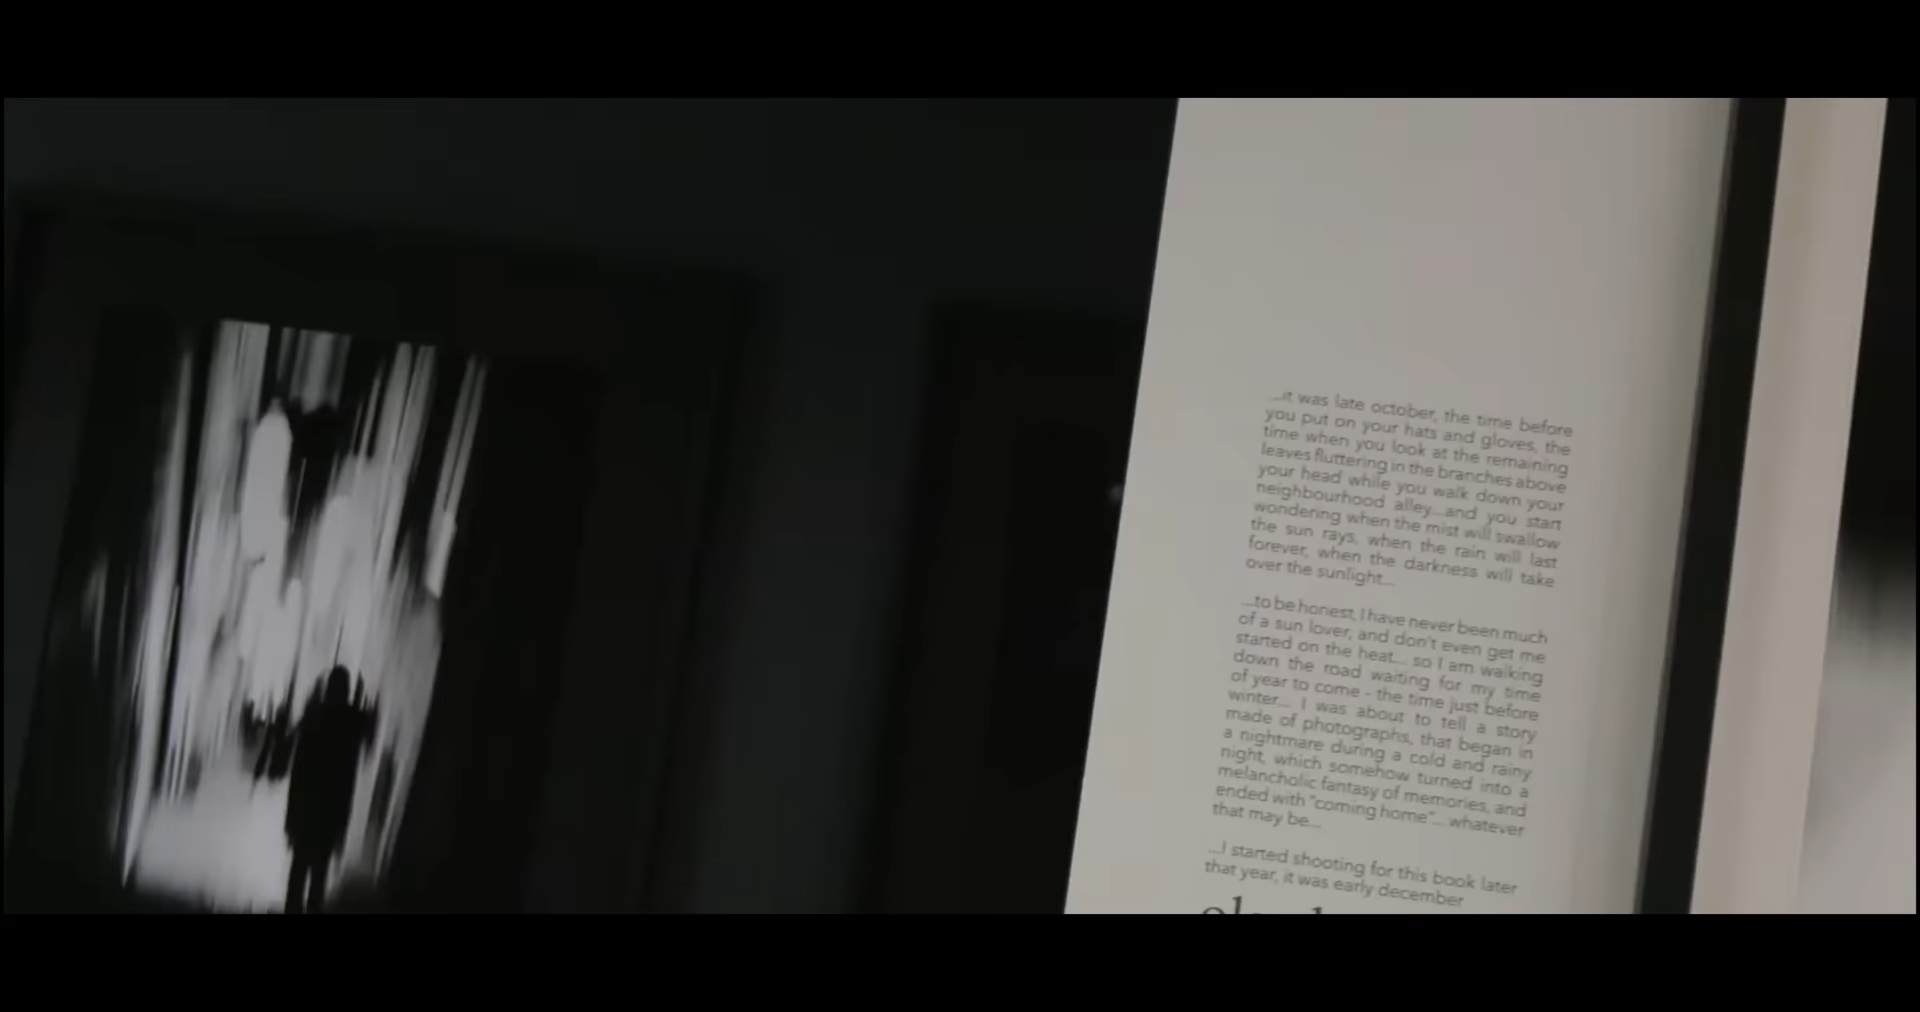 ...it was late october, the time before
you put on your hats and gloves, the
time when you look at the remaining
leaves fluttering in the branches above
your head while you walk down your
neighbourhood alley...and you start
wondering when the mist will swallow
the sun rays, when the rain will last
forever, when the darkness will take
over the sunlight...
...to be honest, I have never been much
of a sun lover, and don't even get me
started on the heat... so I am walking
down the road waiting for my time
of year to come - the time just before
winter... I was about to tell a story
made of photographs, that began in
a nightmare during a cold and rainy
night, which somehow turned into a
melancholic fantasy of memories, and
ended with "coming home"... whatever
that may be...
...I started shooting for this book later
that year, it was early december